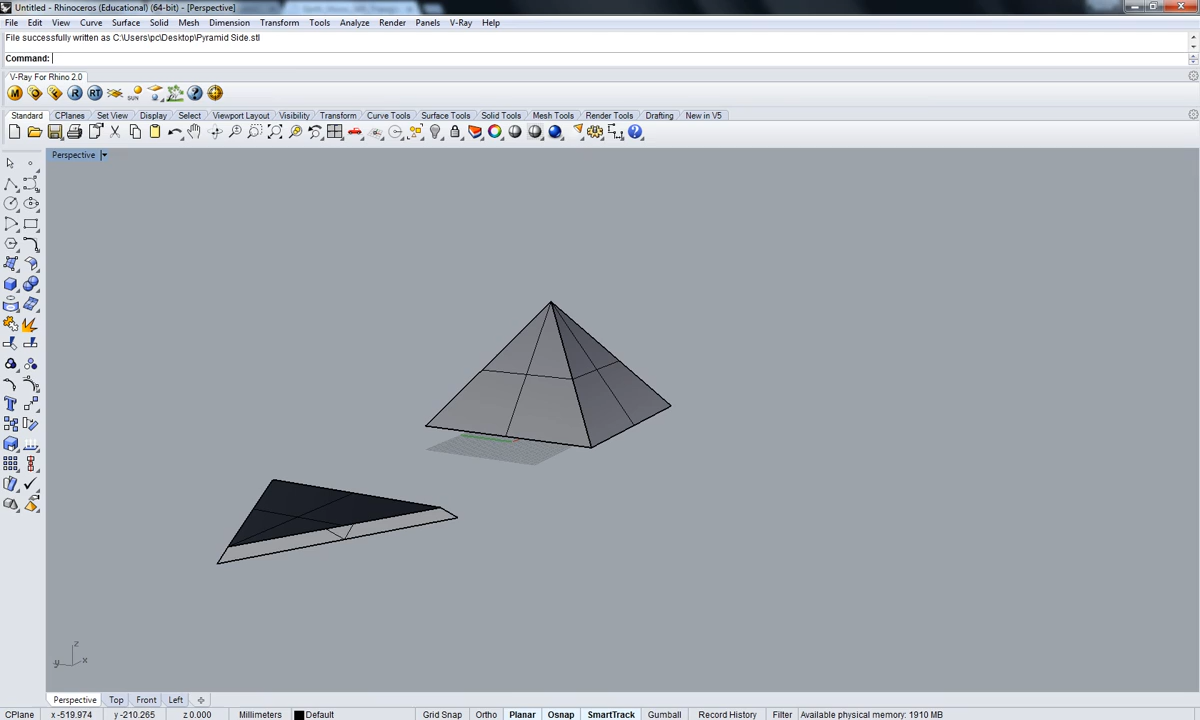 Untitled - Rhinoceros (Educational) (64-bit) - [Perspective]
File Edit View Curve Surface Solid Mesh Dimension Transform Tools Analyze Render Panels V-Ray Help
File successfully written as C:\Users\pc\Desktop\Pyramid Side.stl
Command:
V-Ray For Rhino 2.0
M R RT ?
Standard CPlanes Set View Display Select Viewport Layout Visibility Transform Curve Tools Surface Tools Solid Tools Mesh Tools Render Tools Drafting New in V5
Perspective
z
y x
Perspective Top Front Left
CPlane x -519.974 y -210.265 z 0.000 Millimeters Default Grid Snap Ortho Planar Osnap SmartTrack Gumball Record History Filter Available physical memory: 1910 MB